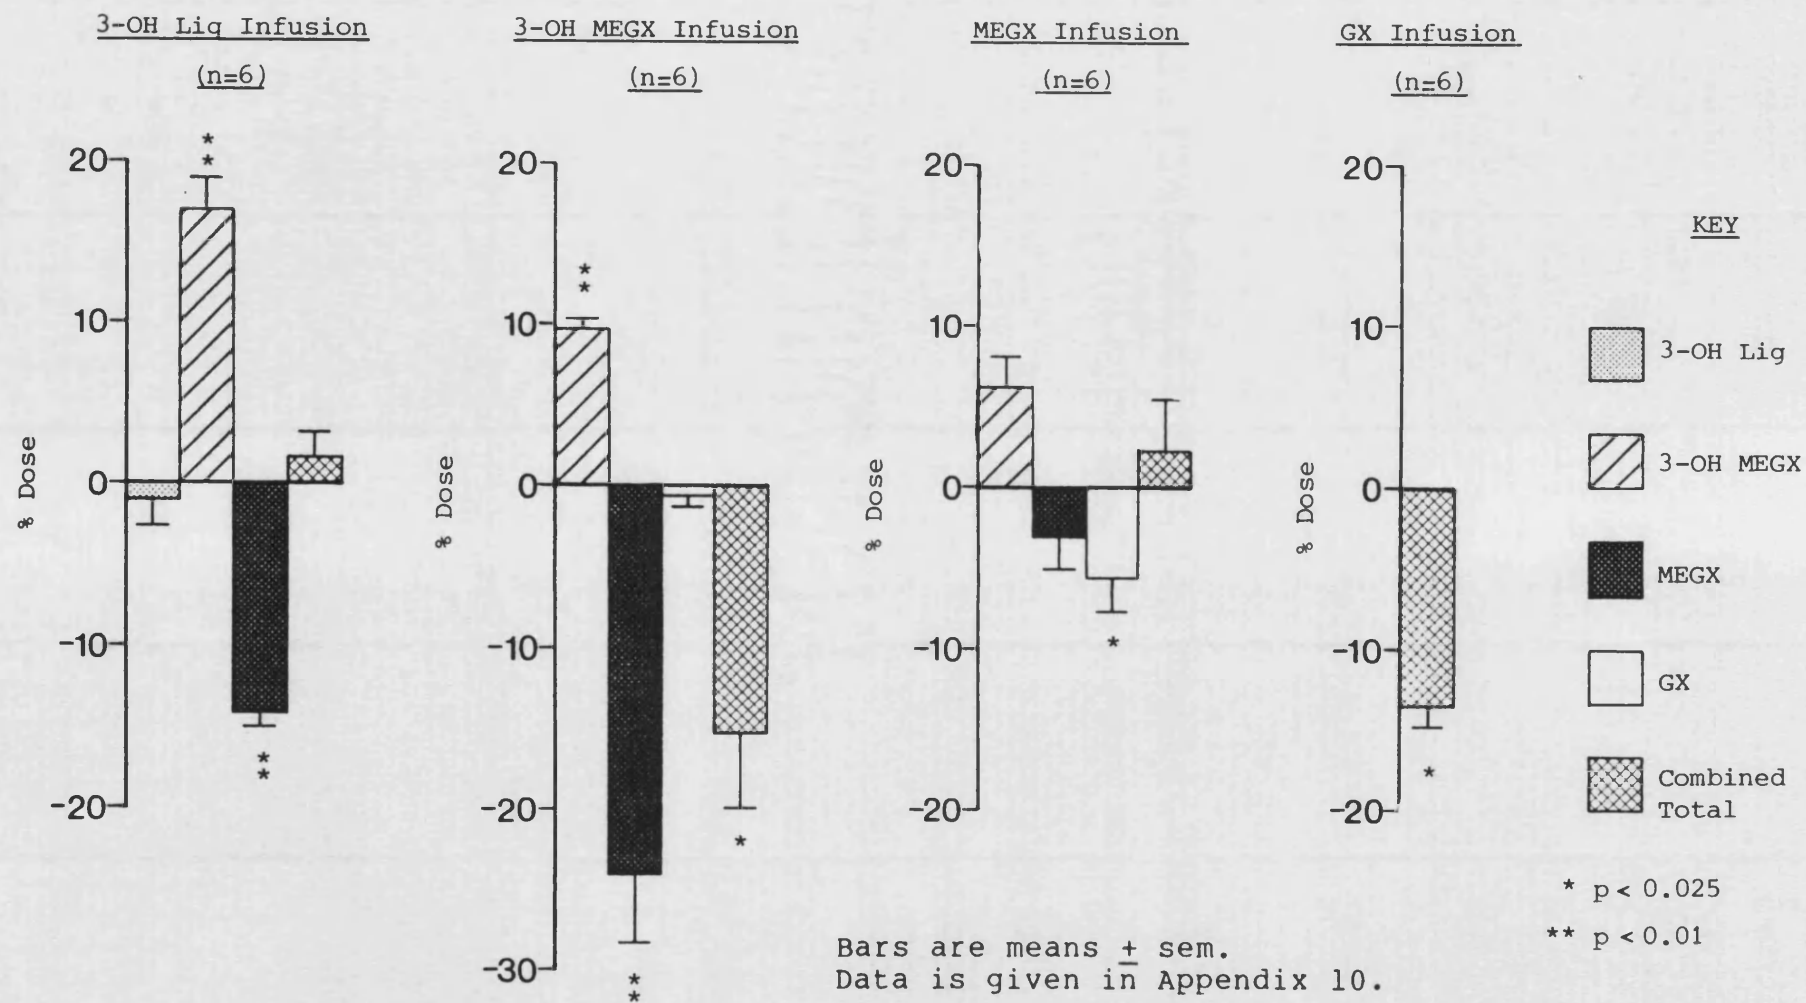 3-OH Lig Infusion
(n=6)
3-OH MEGX Infusion
(n=6)
MEGX Infusion
(n=6)
GX Infusion
(n=6)
% Dose
20
10
0
-10
-20
**
**
% Dose
20
10
0
-10
-20
-30
**
**
*
% Dose
20
10
0
-10
-20
*
% Dose
20
10
0
-10
-20
*
KEY
3-OH Lig
3-OH MEGX
MEGX
GX
Combined
Total
* p < 0.025
** p < 0.01
Bars are means ± sem.
Data is given in Appendix 10.